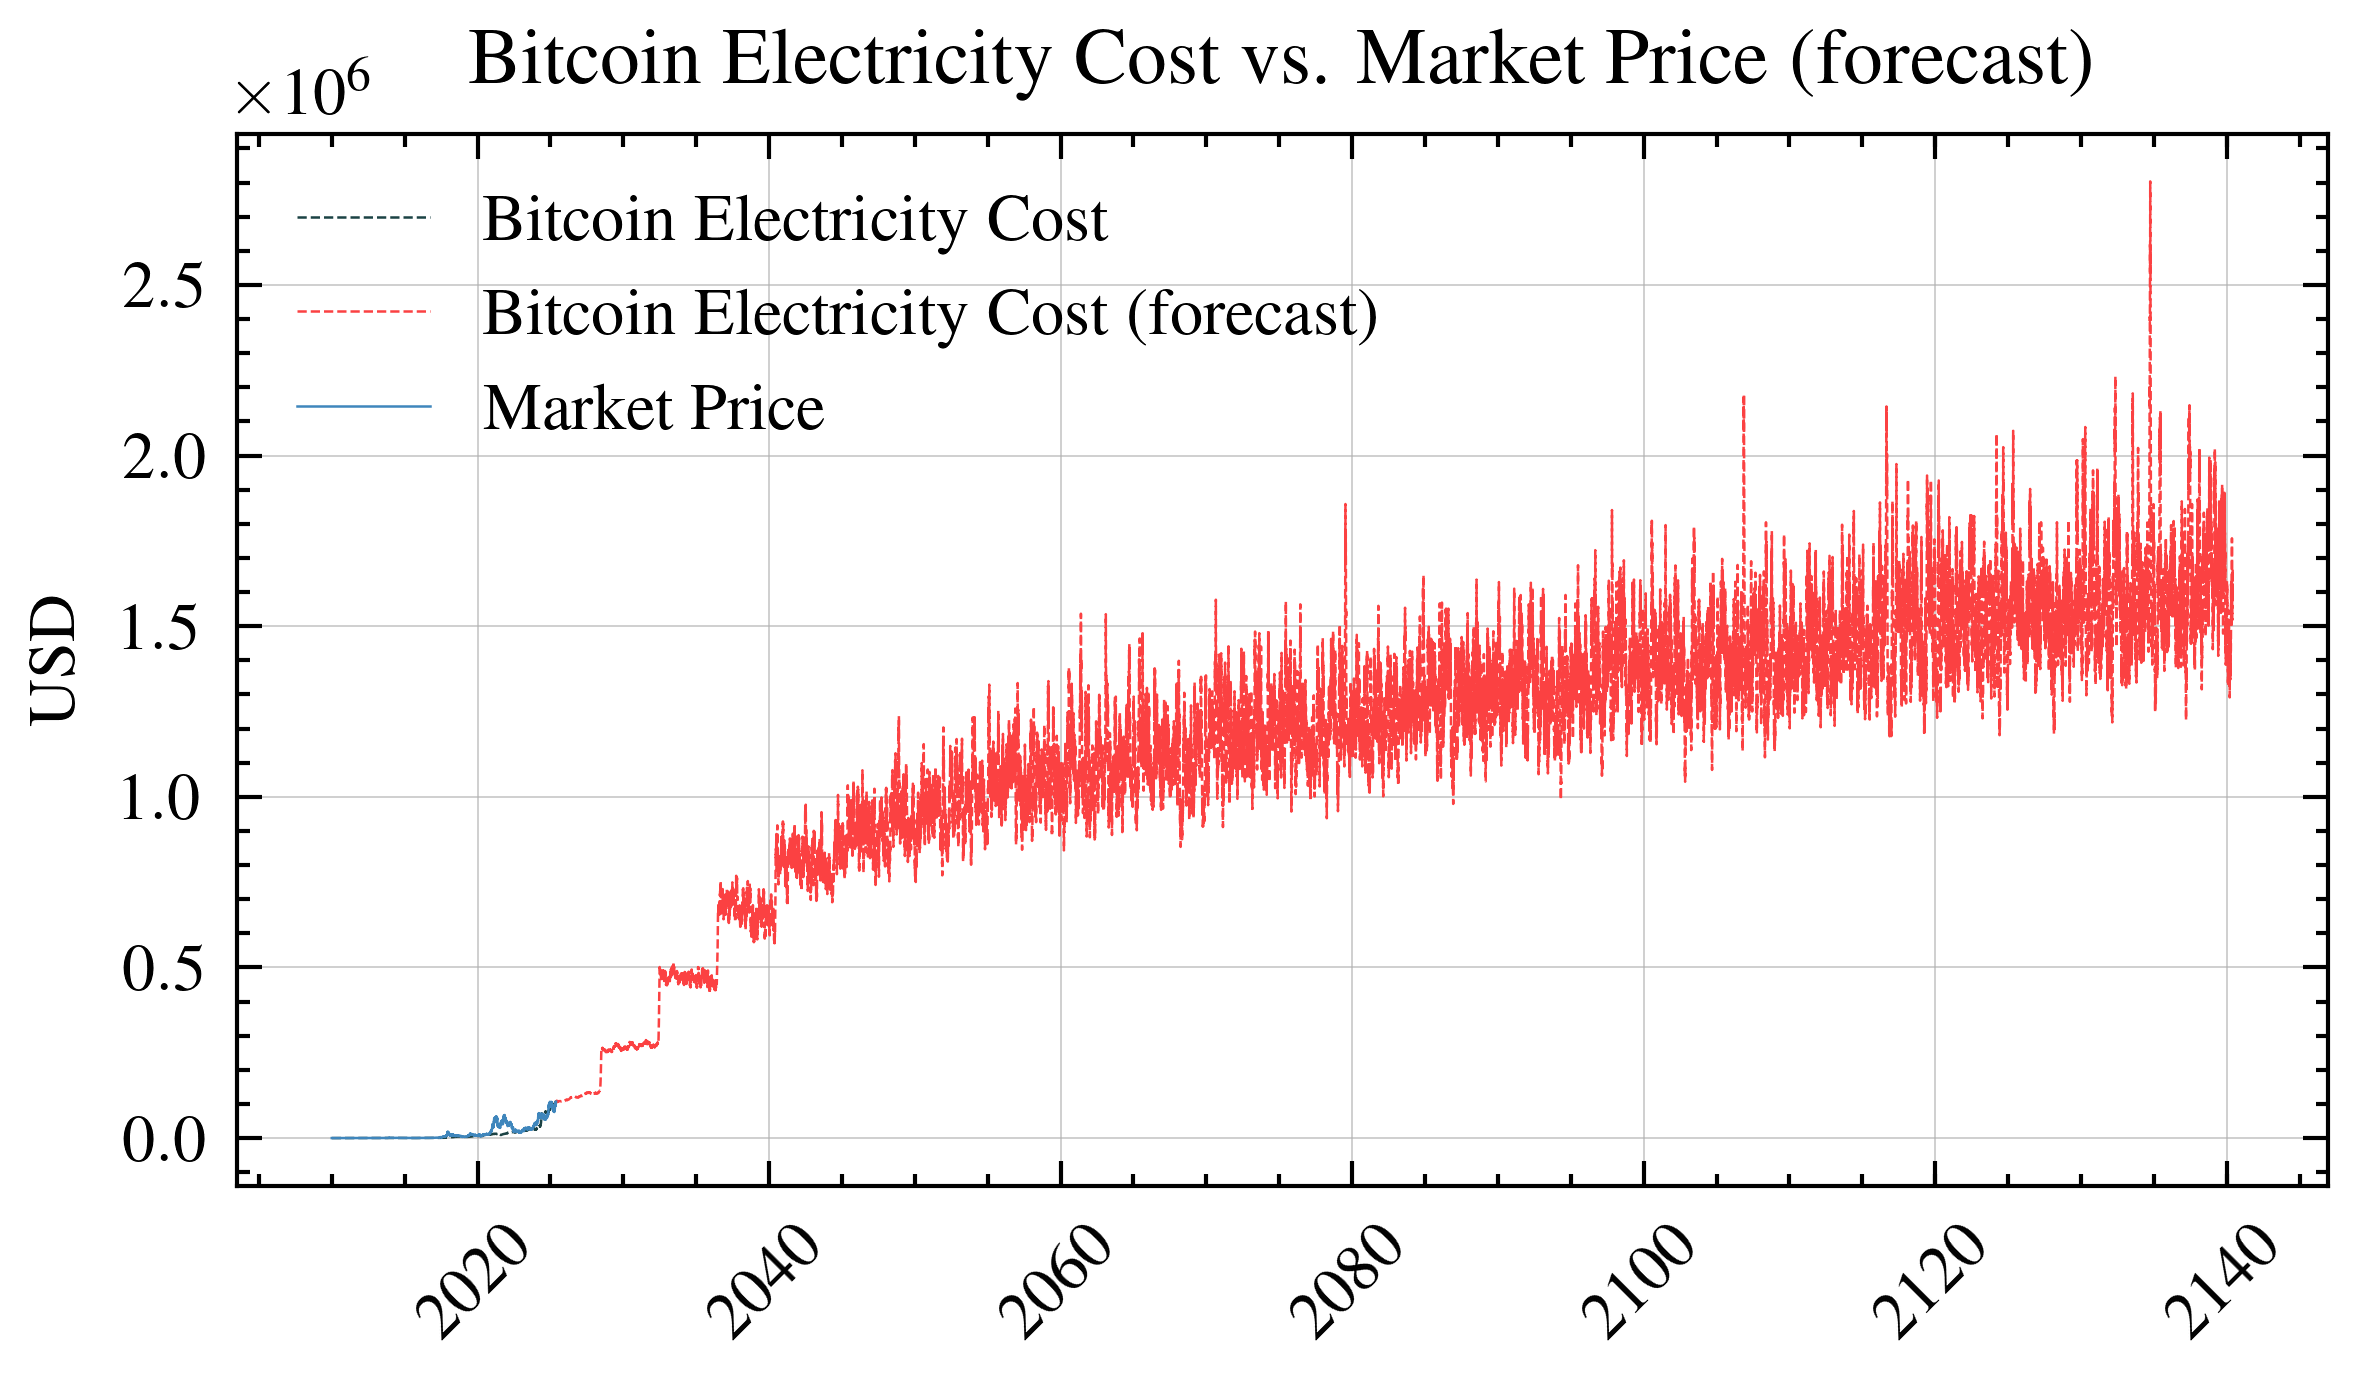 Bitcoin Electricity Cost vs. Market Price (forecast)
×10⁶
Bitcoin Electricity Cost
Bitcoin Electricity Cost (forecast)
Market Price
USD
2.5
2.0
1.5
1.0
0.5
0.0
2020 2040 2060 2080 2100 2120 2140